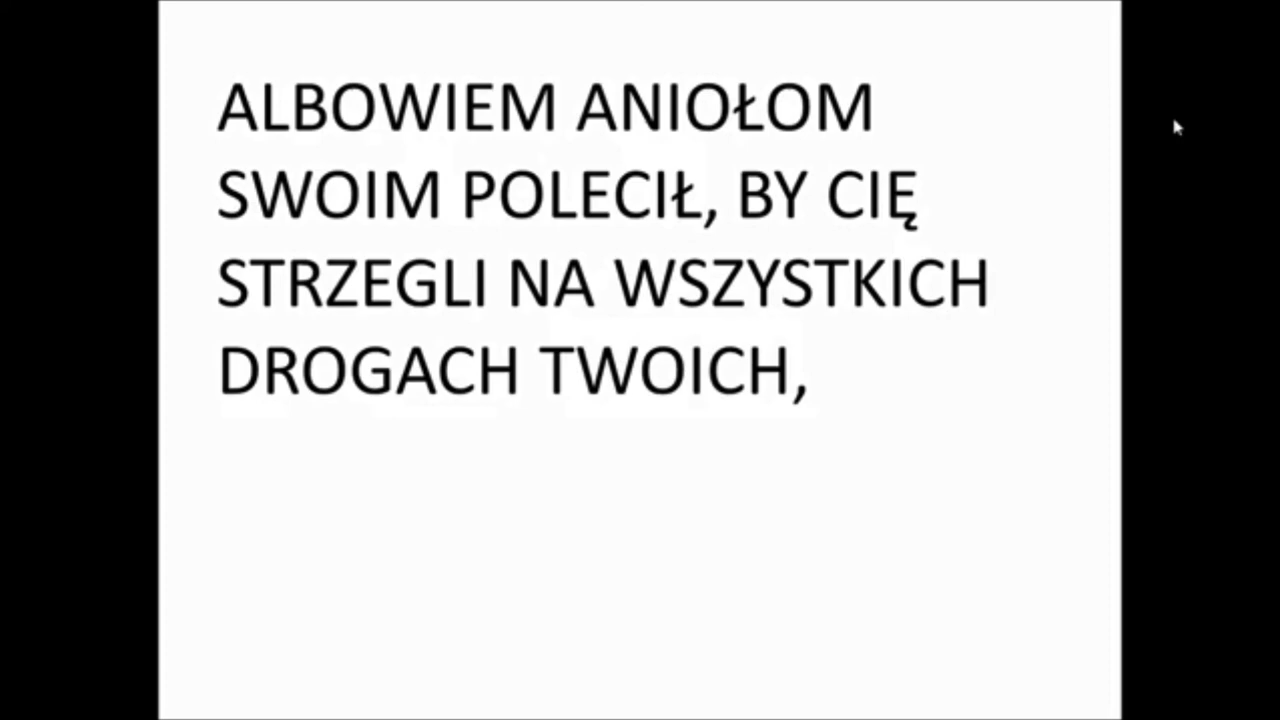 ALBOWIEM ANIOŁOM
SWOIM POLECIŁ, BY CIĘ
STRZEGLI NA WSZYSTKICH
DROGACH TWOICH,